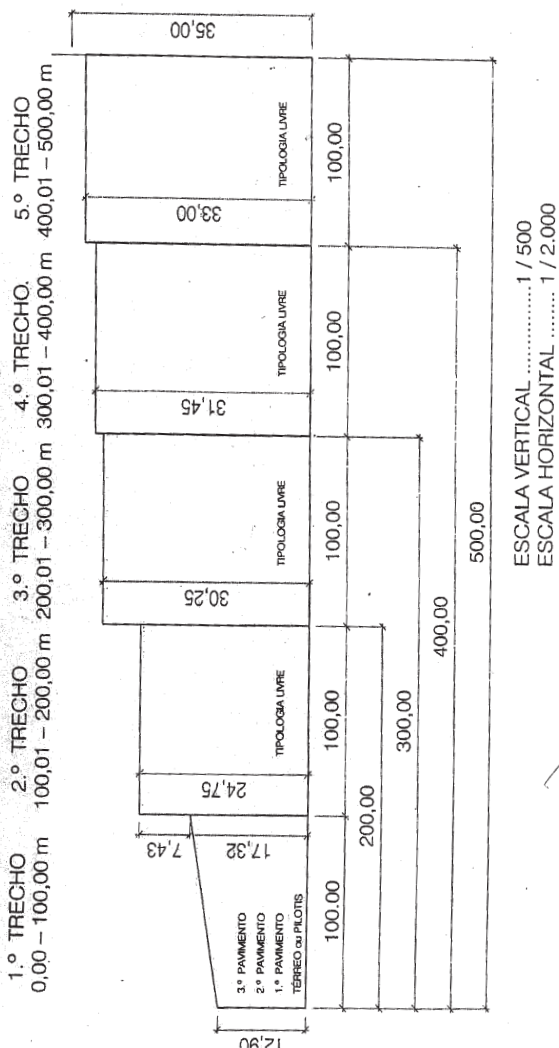 1.º TRECHO
0,00 – 100,00 m
2.º TRECHO
100,01 – 200,00 m
3.º TRECHO
200,01 – 300,00 m
4.º TRECHO.
300,01 – 400,00 m
5.º TRECHO
400,01 – 500,00 m
35,00
33,00
31,45
30,25
24,75
7,43
17,32
12,90
3.º PAVIMENTO
2.º PAVIMENTO
1.º PAVIMENTO
TÉRREO ou PILOTIS
TIPOLOGIA LIVRE
TIPOLOGIA LIVRE
TIPOLOGIA LIVRE
TIPOLOGIA LIVRE
100.00
100,00
100,00
100,00
100,00
200,00
300,00
400,00
500,00
ESCALA VERTICAL ................ 1 / 500
ESCALA HORIZONTAL ......... 1 / 2.000